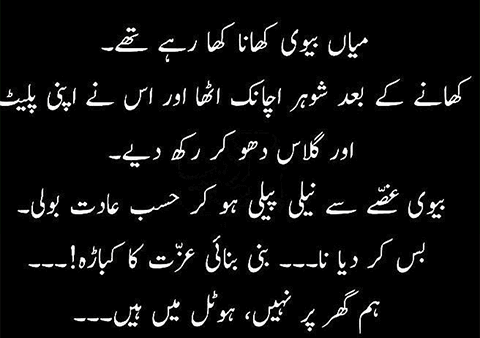 میاں بیوی کھانا کھا رہے تھے۔
کھانے کے بعد شوہر اچانک اٹھا اور اس نے اپنی پلیٹ
اور گلاس دھو کر رکھ دیے۔
بیوی غصّے سے نیلی پیلی ہو کر حسب عادت بولی۔
بس کر دیا نا۔۔۔ بنی بنائی عزّت کا کباڑہ!۔۔۔
ہم گھر پر نہیں، ہوٹل میں ہیں۔۔۔